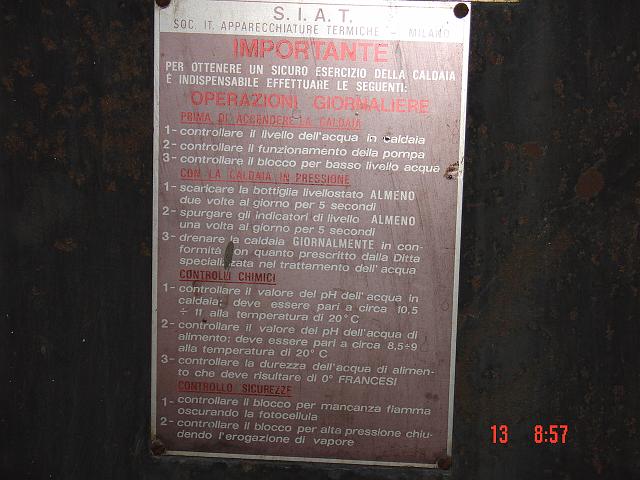 S.I.A.T.
SOC. IT. APPARECCHIATURE TERMICHE - MILANO
IMPORTANTE
PER OTTENERE UN SICURO ESERCIZIO DELLA CALDAIA
È INDISPENSABILE EFFETTUARE LE SEGUENTI:
OPERAZIONI GIORNALIERE
PRIMA DI ACCENDERE LA CALDAIA
1- controllare il livello dell'acqua in caldaia
2- controllare il funzionamento della pompa
3- controllare il blocco per basso livello acqua
CON LA CALDAIA IN PRESSIONE
1- scaricare la bottiglia livellostato ALMENO
due volte al giorno per 5 secondi
2- spurgare gli indicatori di livello ALMENO
una volta al giorno per 5 secondi
3- drenare la caldaia GIORNALMENTE in con-
formità con quanto prescritto dalla Ditta
specializzata nel trattamento dell'acqua
CONTROLLI CHIMICI
1- controllare il valore del pH dell'acqua in
caldaia; deve essere pari a circa 10,5
÷ 11 alla temperatura di 20°C
2- controllare il valore del pH dell'acqua di
alimento; deve essere pari a circa 8,5÷9
alla temperatura di 20°C
3- controllare la durezza dell'acqua di alimen-
to che deve risultare di 0° FRANCESI
CONTROLLO SICUREZZE
1- controllare il blocco per mancanza fiamma
oscurando la fotocellula
2- controllare il blocco per alta pressione chiu-
dendo l'erogazione di vapore
13 8:57